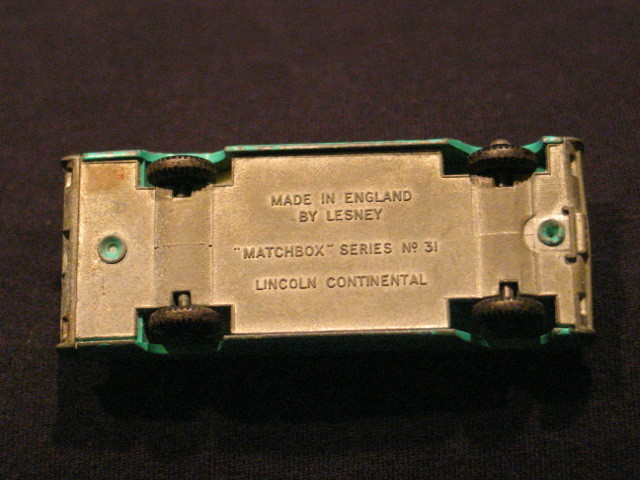 MADE IN ENGLAND
BY LESNEY
"MATCHBOX" SERIES Nº 31
LINCOLN CONTINENTAL